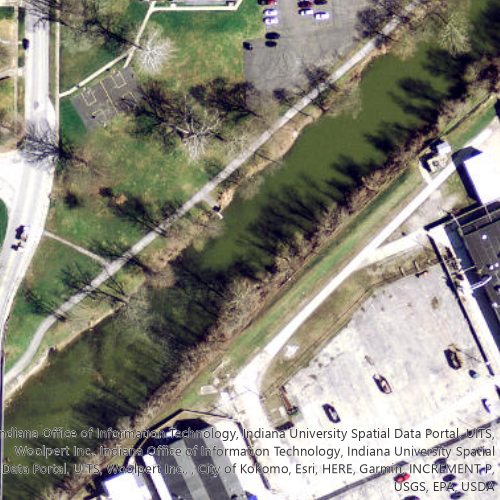 Indiana Office of Information Technology, Indiana University Spatial Data Portal, UITS,
Woolpert Inc, Indiana Office of Information Technology, Indiana University Spatial
Data Portal, UITS, Woolpert Inc. , City of Kokomo, Esri, HERE, Garmin, INCREMENT P,
USGS, EPA, USDA